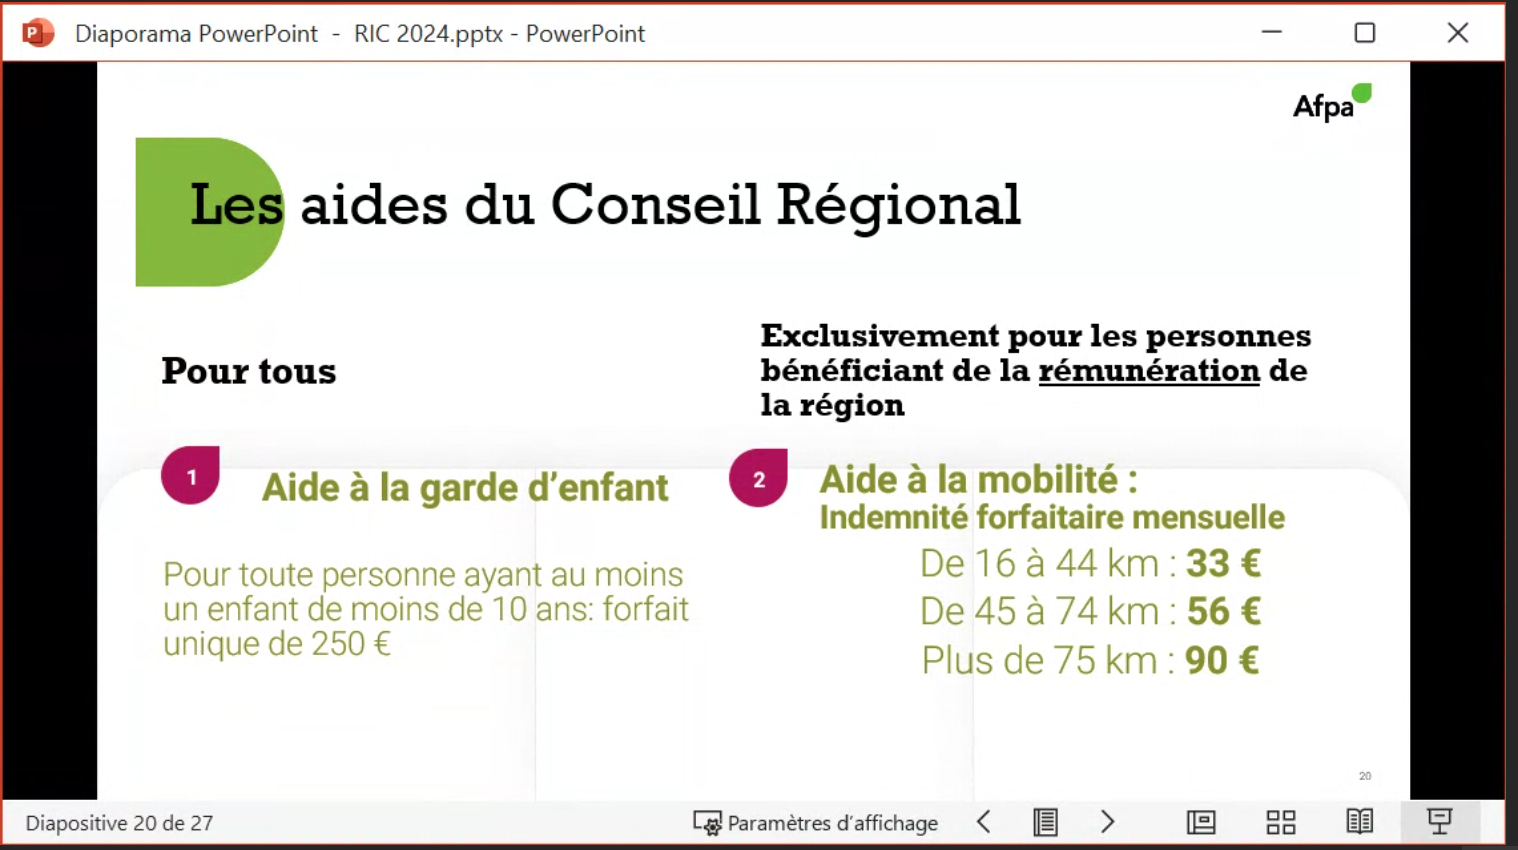 Diaporama PowerPoint - RIC 2024.pptx - PowerPoint
Afpa
Les aides du Conseil Régional
Pour tous
1
Aide à la garde d’enfant
Pour toute personne ayant au moins
un enfant de moins de 10 ans: forfait
unique de 250 €
Exclusivement pour les personnes
bénéficiant de la rémunération de
la région
2
Aide à la mobilité :
Indemnité forfaitaire mensuelle
De 16 à 44 km : 33 €
De 45 à 74 km : 56 €
Plus de 75 km : 90 €
20
Diapositive 20 de 27
Paramètres d’affichage